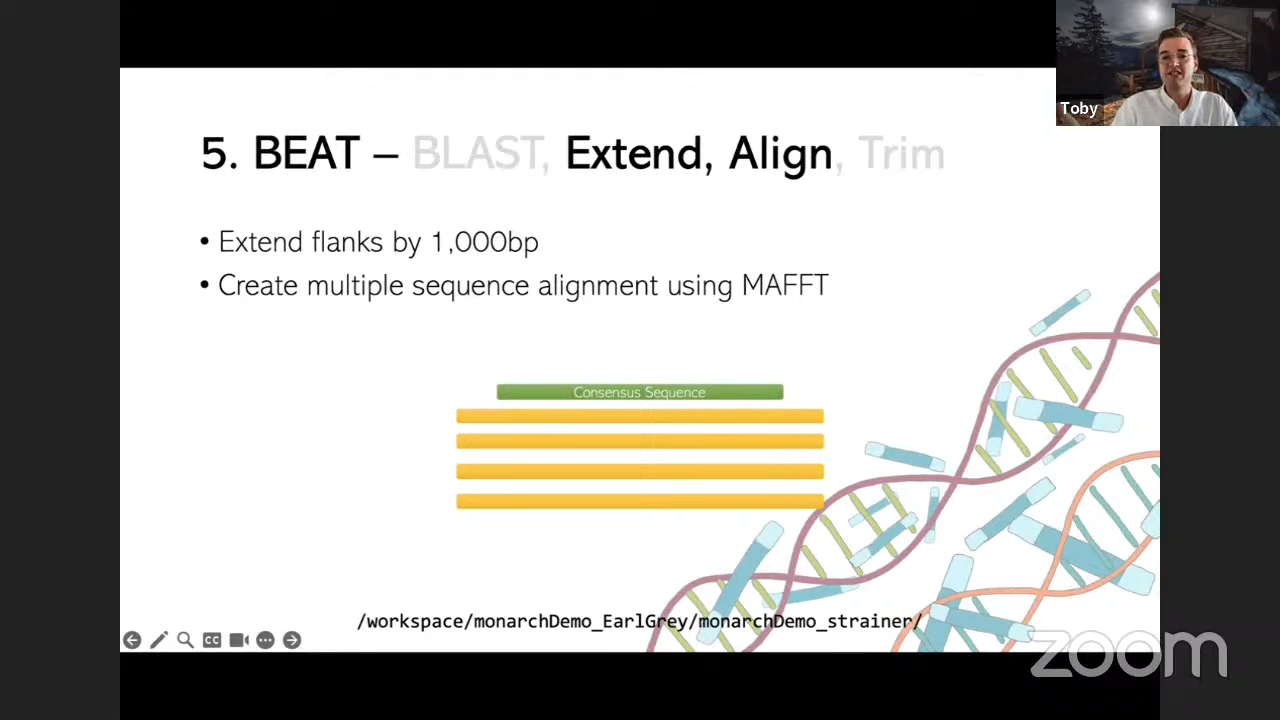 Toby
5. BEAT – BLAST, Extend, Align, Trim
• Extend flanks by 1,000bp
• Create multiple sequence alignment using MAFFT
Consensus Sequence
/workspace/monarchDemo_EarlGrey/monarchDemo_strainer/
CC
zoom